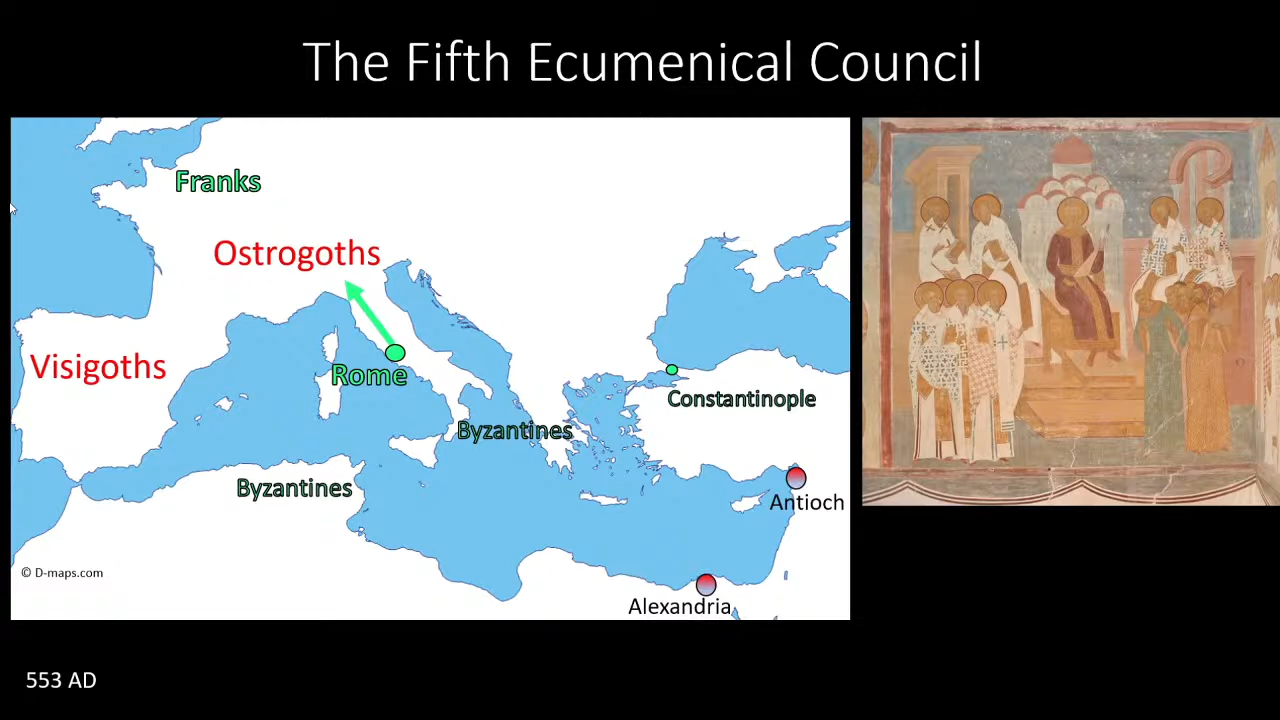 The Fifth Ecumenical Council
Franks
Ostrogoths
Visigoths
Rome
Constantinople
Byzantines
Byzantines
Antioch
© D-maps.com
Alexandria
553 AD